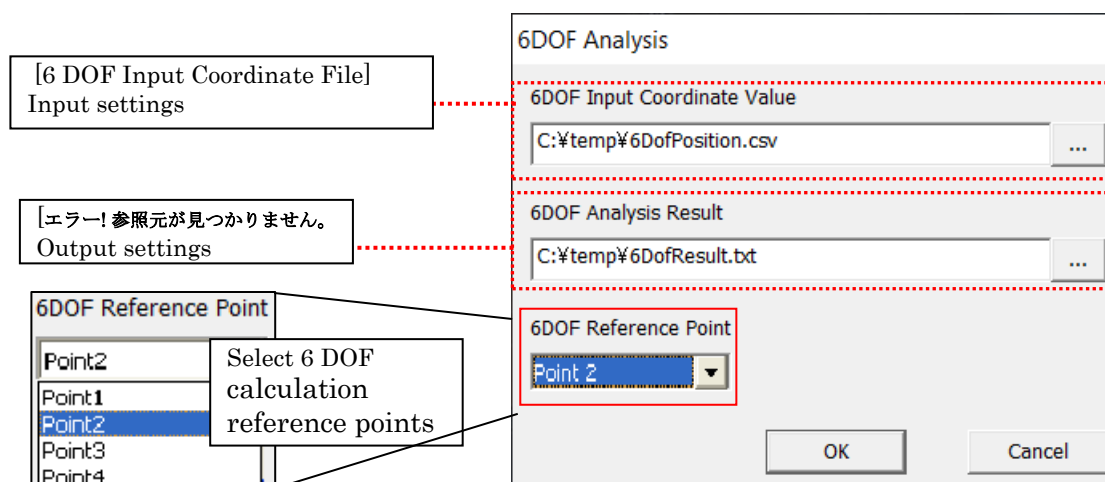 [6 DOF Input Coordinate File]
Input settings
[エラー! 参照元が見つかりません。
Output settings
6DOF Reference Point
Point2
Point1
Point2
Point3
Point4
Select 6 DOF
calculation
reference points
6DOF Analysis
6DOF Input Coordinate Value
C:¥temp¥6DofPosition.csv
...
6DOF Analysis Result
C:¥temp¥6DofResult.txt
...
6DOF Reference Point
Point 2
OK
Cancel